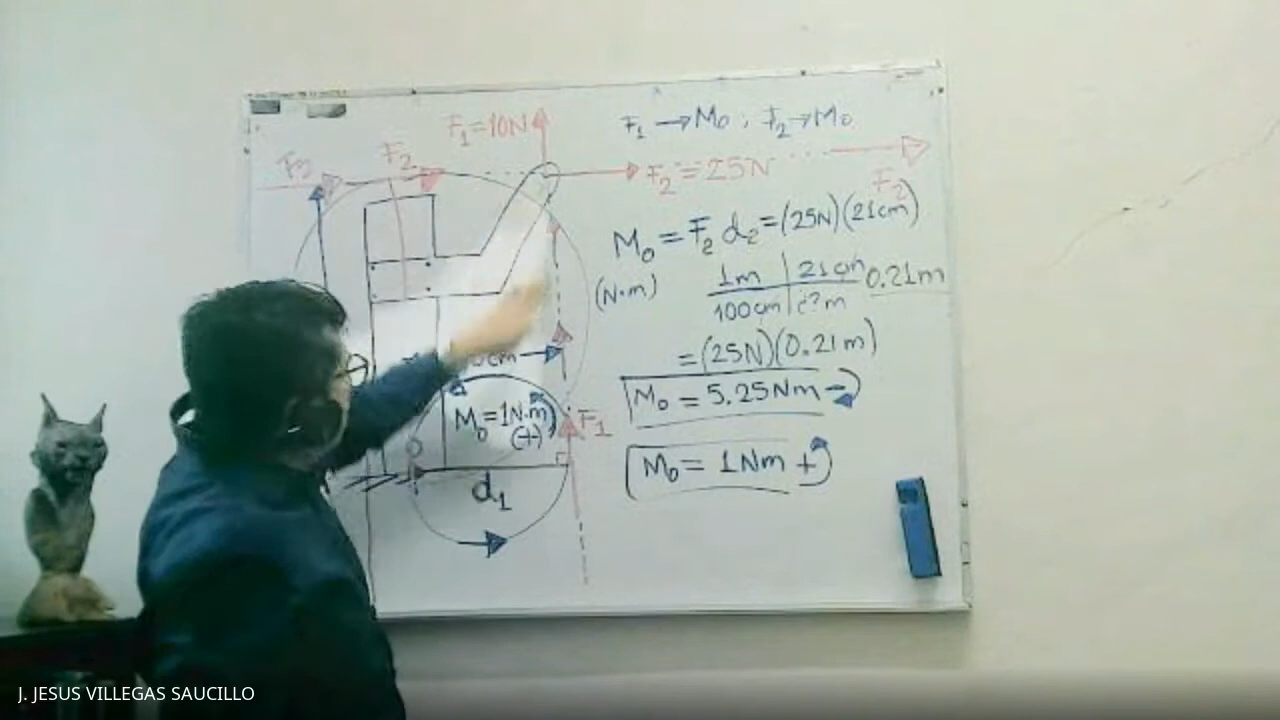 F₁=10N
F₁ → M₀, F₂ → M₀
F₂
F₂ = 25N
F₂
M₀ = F₂ d₂ = (25N)(21cm)
(N·m)
1m | 21cm
0.21m
100cm | ¿?m
= (25N)(0.21m)
M₀ = 5.25Nm -
cm
M₀=1N·m
(+)
F₁
O
M₀ = 1Nm +
d₁
J. JESUS VILLEGAS SAUCILLO